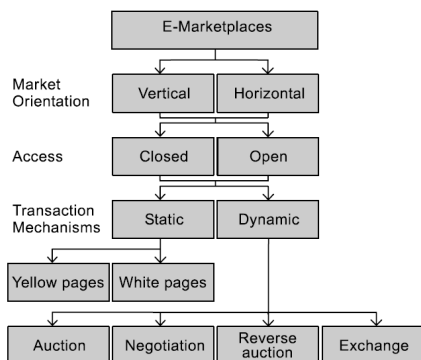 E-Marketplaces
Market
Orientation
Vertical
Horizontal
Access
Closed
Open
Transaction
Mechanisms
Static
Dynamic
Yellow pages
White pages
Auction
Negotiation
Reverse
auction
Exchange